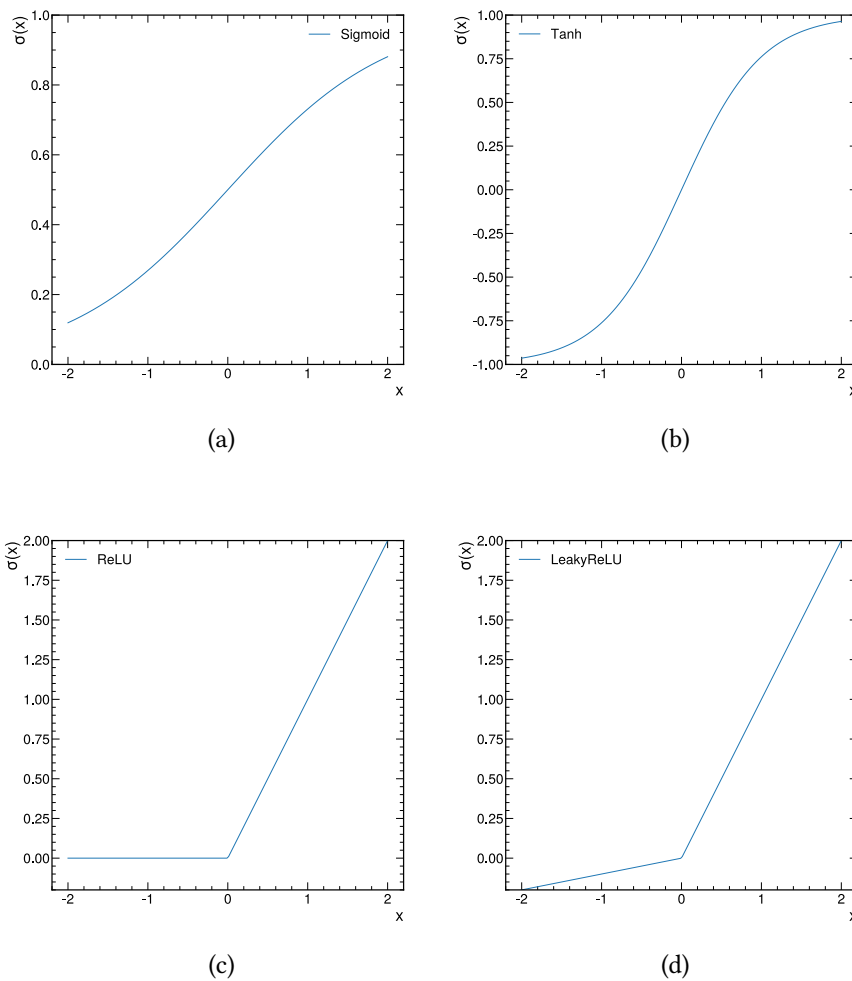 σ(x)
1.0
Sigmoid
0.8
0.6
0.4
0.2
0.0
-2 -1 0 1 2
x
(a)
σ(x)
1.00
Tanh
0.75
0.50
0.25
0.00
-0.25
-0.50
-0.75
-1.00
-2 -1 0 1 2
x
(b)
σ(x)
2.00
ReLU
1.75
1.50
1.25
1.00
0.75
0.50
0.25
0.00
-2 -1 0 1 2
x
(c)
σ(x)
2.00
LeakyReLU
1.75
1.50
1.25
1.00
0.75
0.50
0.25
0.00
-2 -1 0 1 2
x
(d)